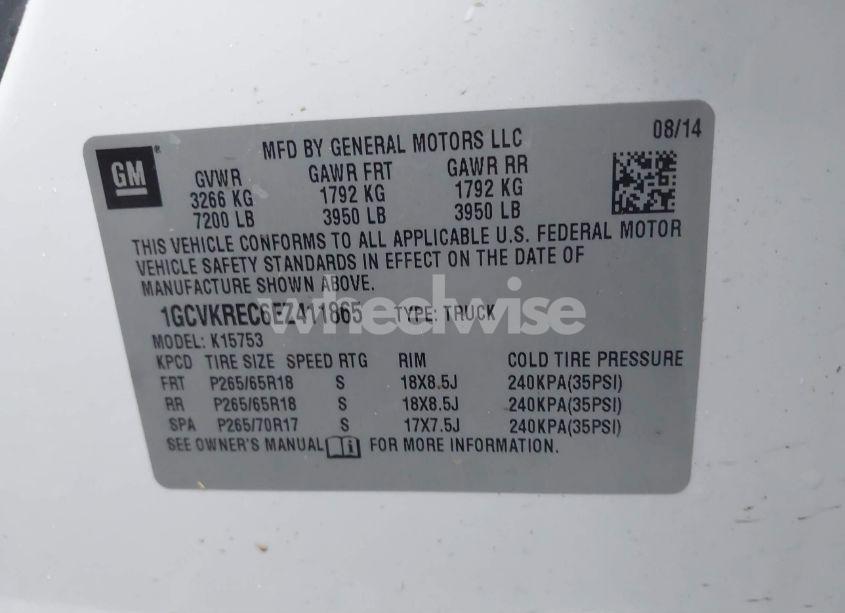 GM
MFD BY GENERAL MOTORS LLC
08/14
GVWR GAWR FRT GAWR RR
3266 KG 1792 KG 1792 KG
7200 LB 3950 LB 3950 LB
THIS VEHICLE CONFORMS TO ALL APPLICABLE U.S. FEDERAL MOTOR
VEHICLE SAFETY STANDARDS IN EFFECT ON THE DATE OF
MANUFACTURE SHOWN ABOVE.
1GCVKREC6EZ411865 TYPE: TRUCK
wheelwise
MODEL: K15753
KPCD TIRE SIZE SPEED RTG RIM COLD TIRE PRESSURE
FRT P265/65R18 S 18X8.5J 240KPA(35PSI)
RR P265/65R18 S 18X8.5J 240KPA(35PSI)
SPA P265/70R17 S 17X7.5J 240KPA(35PSI)
SEE OWNER'S MANUAL i FOR MORE INFORMATION.